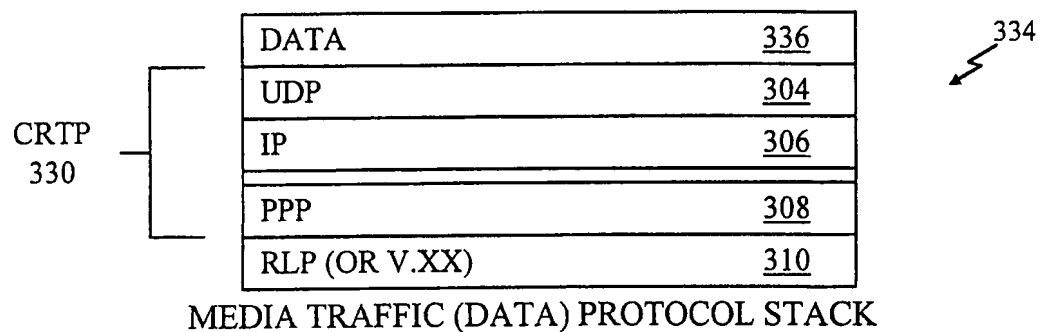 DATA 336
334
UDP 304
CRTP
330
IP 306
PPP 308
RLP (OR V.XX) 310
MEDIA TRAFFIC (DATA) PROTOCOL STACK